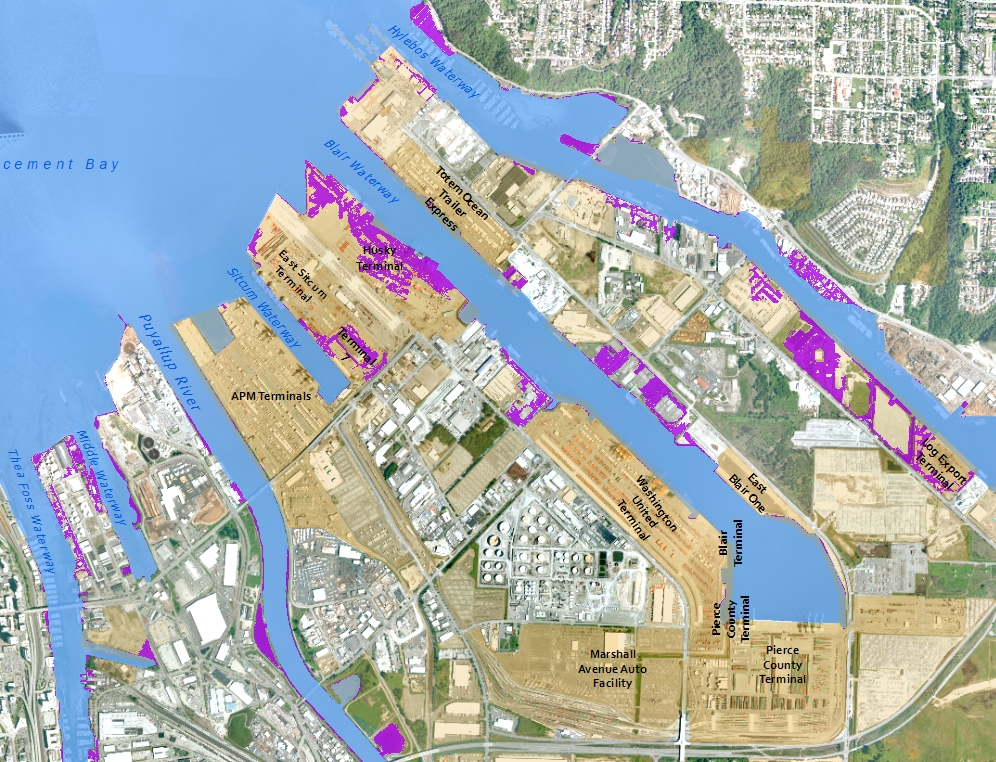 Hylebos Waterway
cement Bay
Blair Waterway
Totem Ocean
Trailer
Express
Husky
Terminal
East Sitcum
Terminal
Sitcum Waterway
Terminal
7
Puyallup River
APM Terminals
Middle Waterway
Thea Foss Waterway
Log Export
Terminal
East
Blair One
Washington
United
Terminal
Blair
Terminal
Pierce
County
Terminal
Marshall
Avenue Auto
Facility
Pierce
County
Terminal